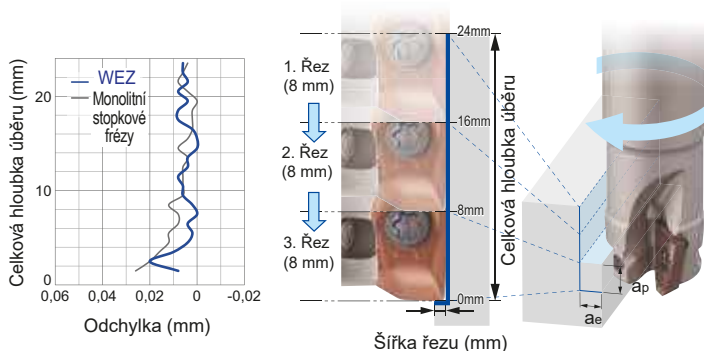 Celková hloubka úběru (mm)
20
10
0
WEZ
Monolitní
stopkové
frézy
0,06
0,04
0,02
0
-0,02
Odchylka (mm)
1. Řez
(8 mm)
2. Řez
(8 mm)
3. Řez
(8 mm)
24mm
16mm
8mm
0mm
Celková hloubka úběru
Šířka řezu (mm)
ap
ae